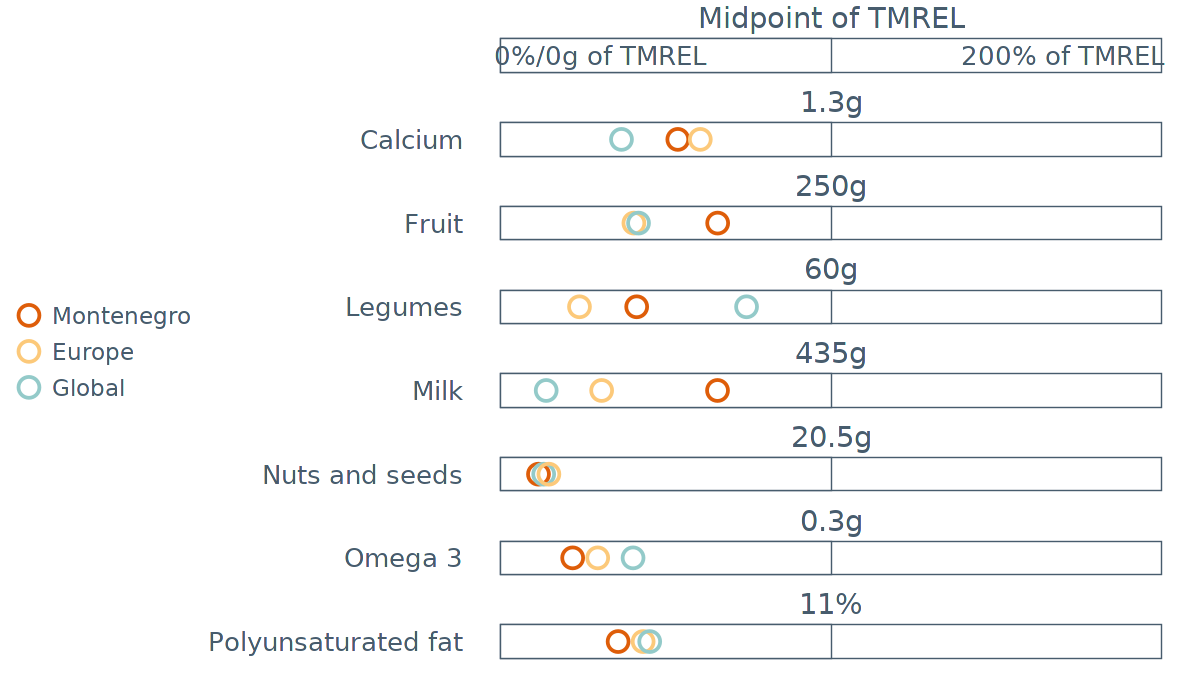 Midpoint of TMREL
0%/0g of TMREL
200% of TMREL
1.3g
Calcium
250g
Fruit
60g
Legumes
Montenegro
Europe
Global
435g
Milk
20.5g
Nuts and seeds
0.3g
Omega 3
11%
Polyunsaturated fat